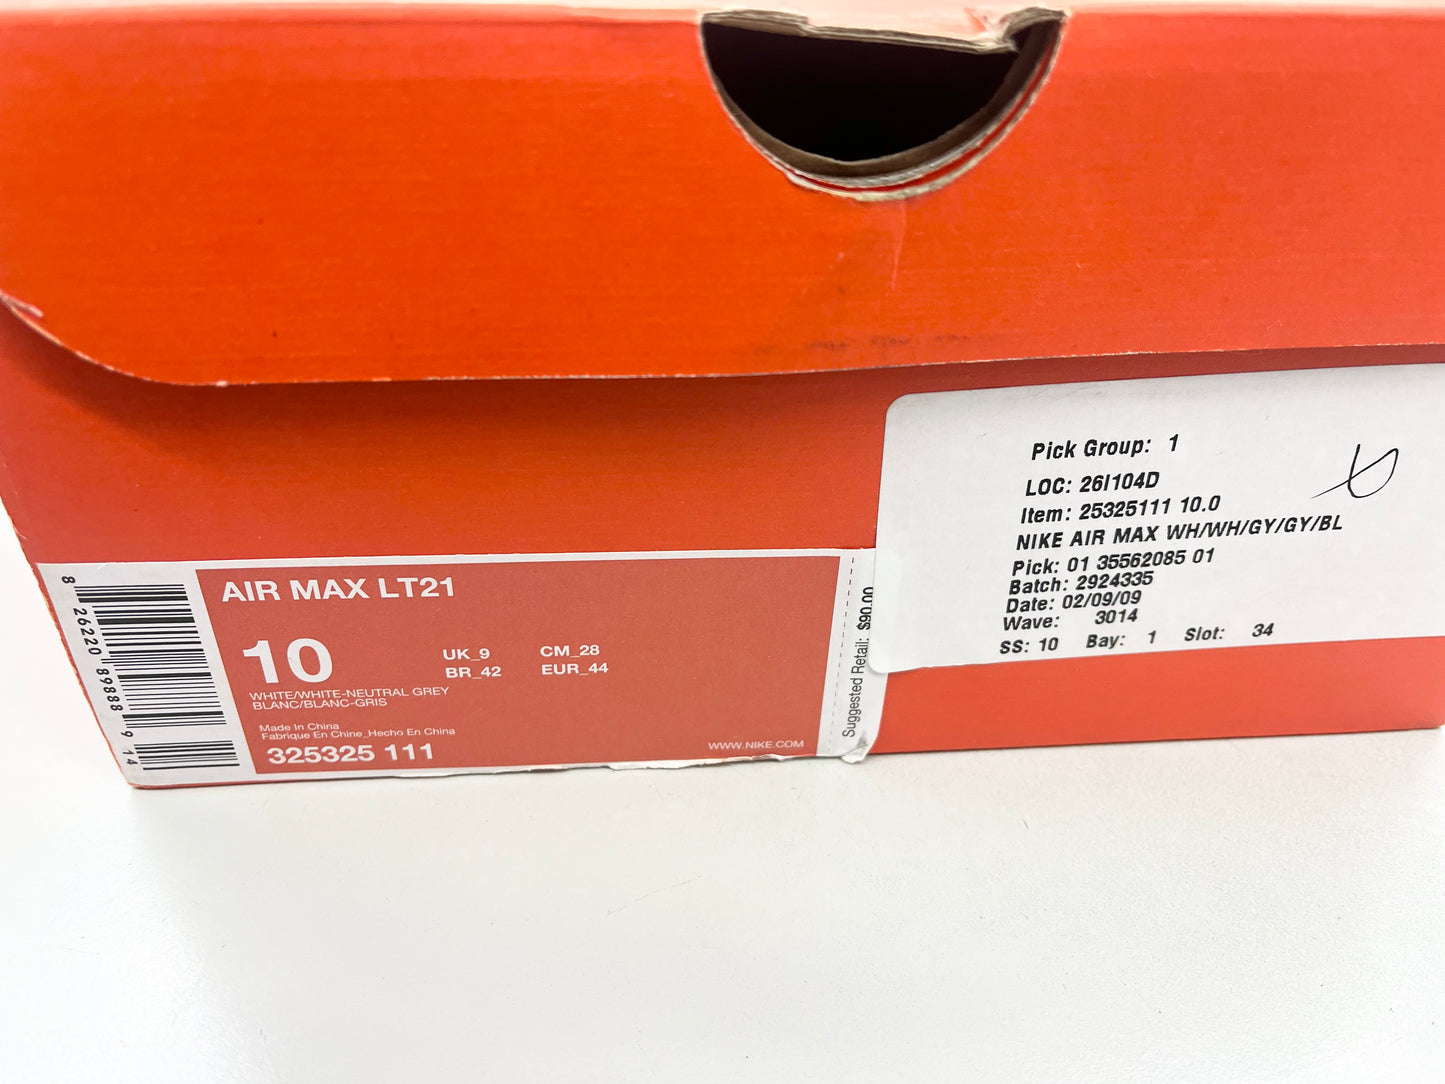 AIR MAX LT21
10
UK_9 CM_28
BR_42 EUR_44
WHITE/WHITE-NEUTRAL GREY
BLANC/BLANC-GRIS
Made In China
Fabrique En Chine_Hecho En China
325325 111
WWW.NIKE.COM
8 26220 89888 9 14
Suggested Retail: $90.00
Pick Group: 1
LOC: 26I104D
Item: 25325111 10.0
NIKE AIR MAX WH/WH/GY/GY/BL
Pick: 01 35562085 01
Batch: 2924335
Date: 02/09/09
Wave: 3014
SS: 10 Bay: 1 Slot: 34